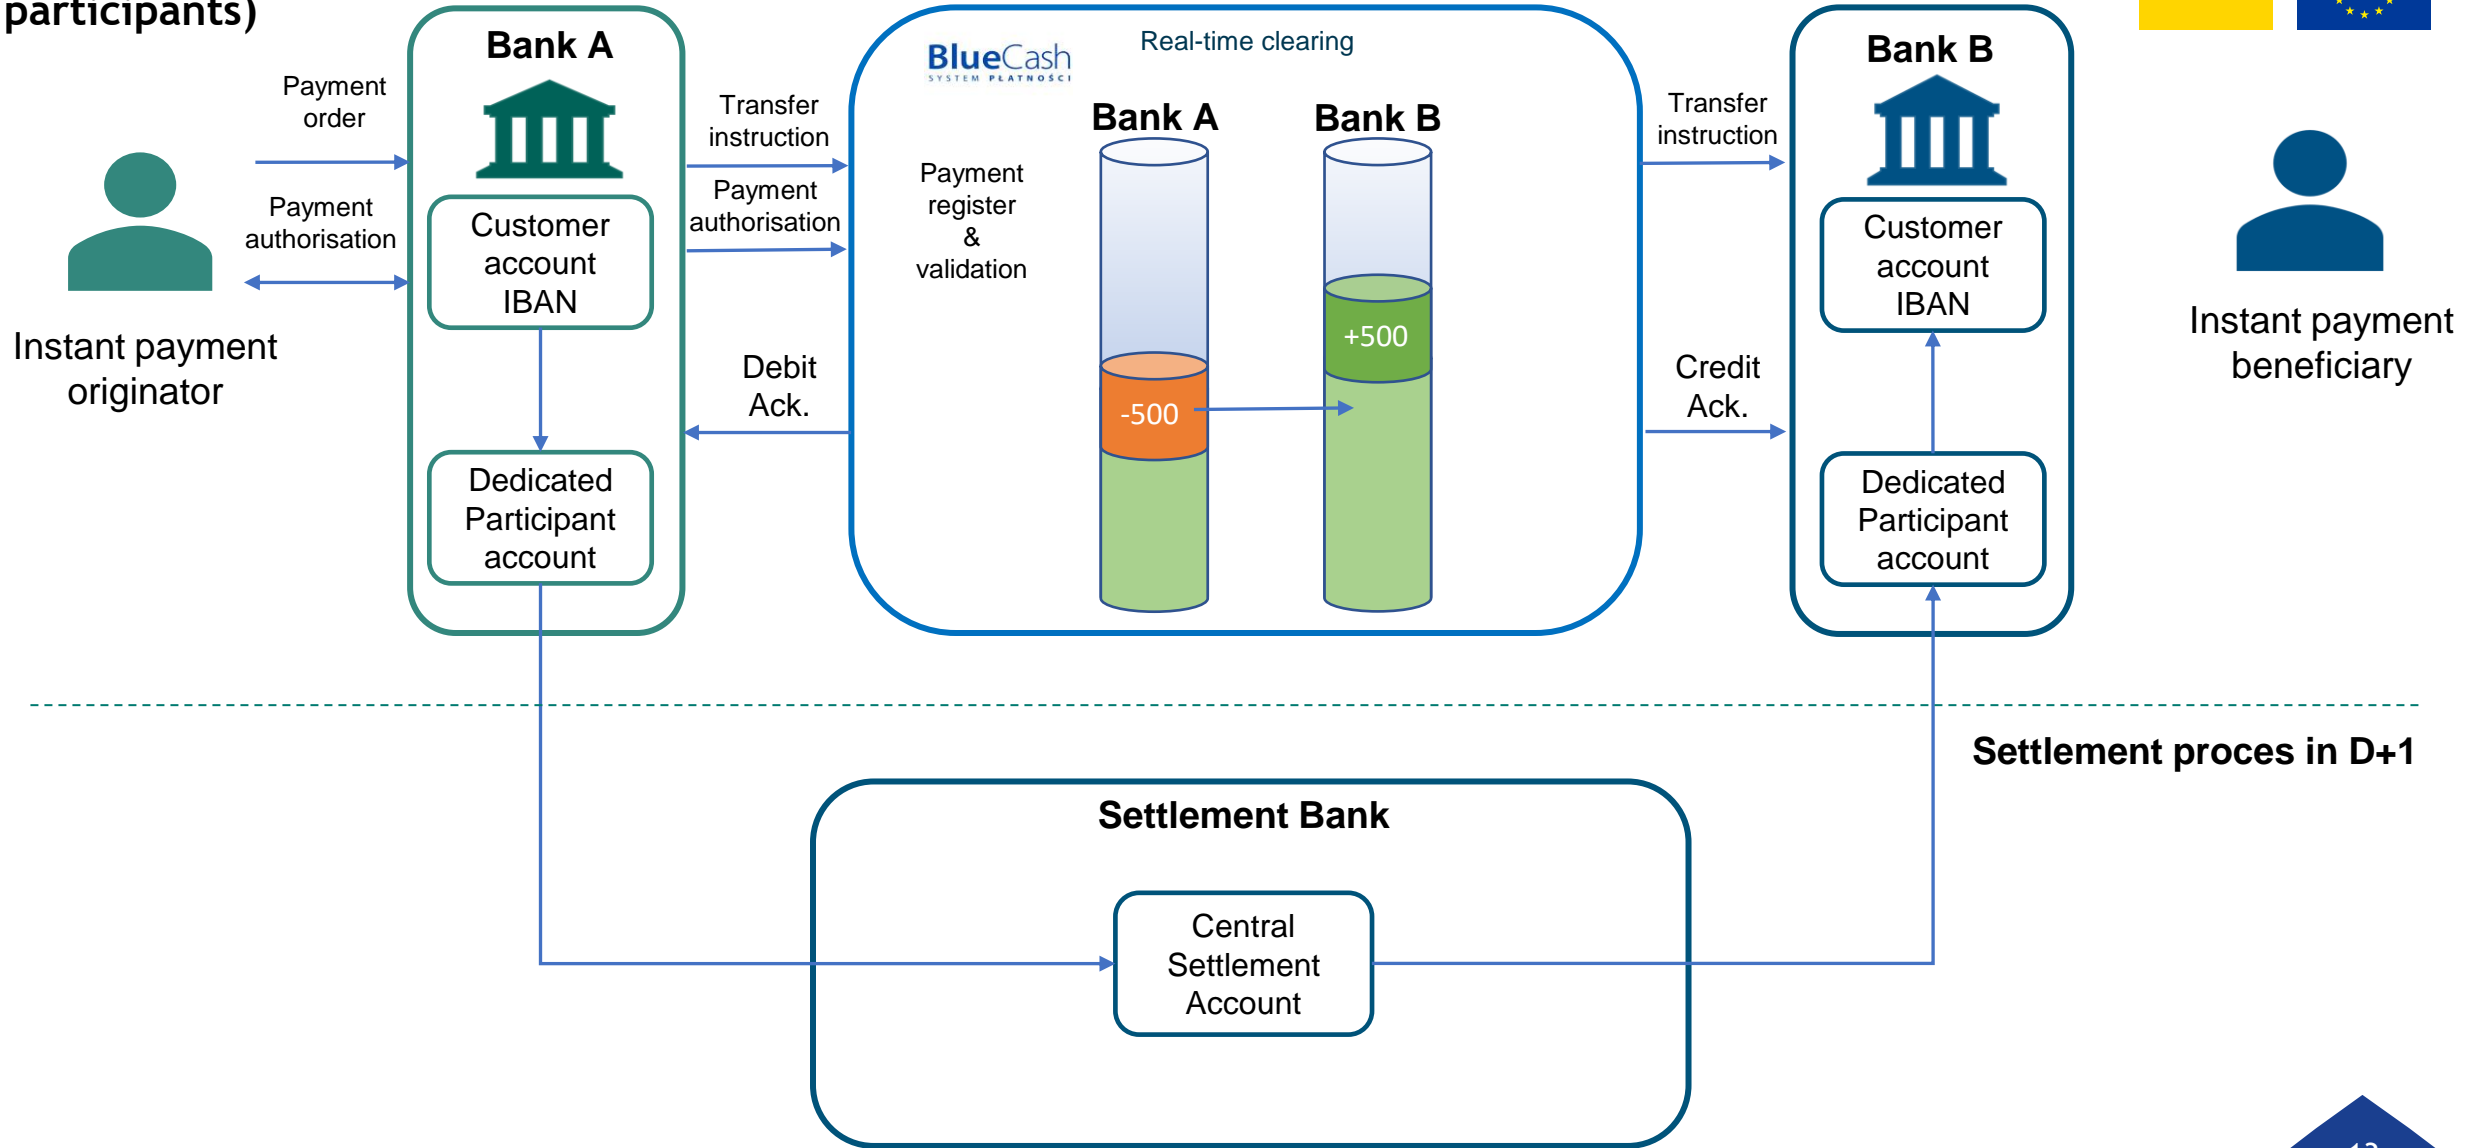 participants)
Bank A
Payment
order
Payment
authorisation
Instant payment
originator
Customer
account
IBAN
Dedicated
Participant
account
Transfer
instruction
Payment
authorisation
Debit
Ack.
BlueCash
SYSTEM PŁATNOŚCI
Real-time clearing
Payment
register
&
validation
Bank A
-500
Bank B
+500
Transfer
instruction
Credit
Ack.
Bank B
Customer
account
IBAN
Dedicated
Participant
account
Instant payment
beneficiary
Settlement proces in D+1
Settlement Bank
Central
Settlement
Account